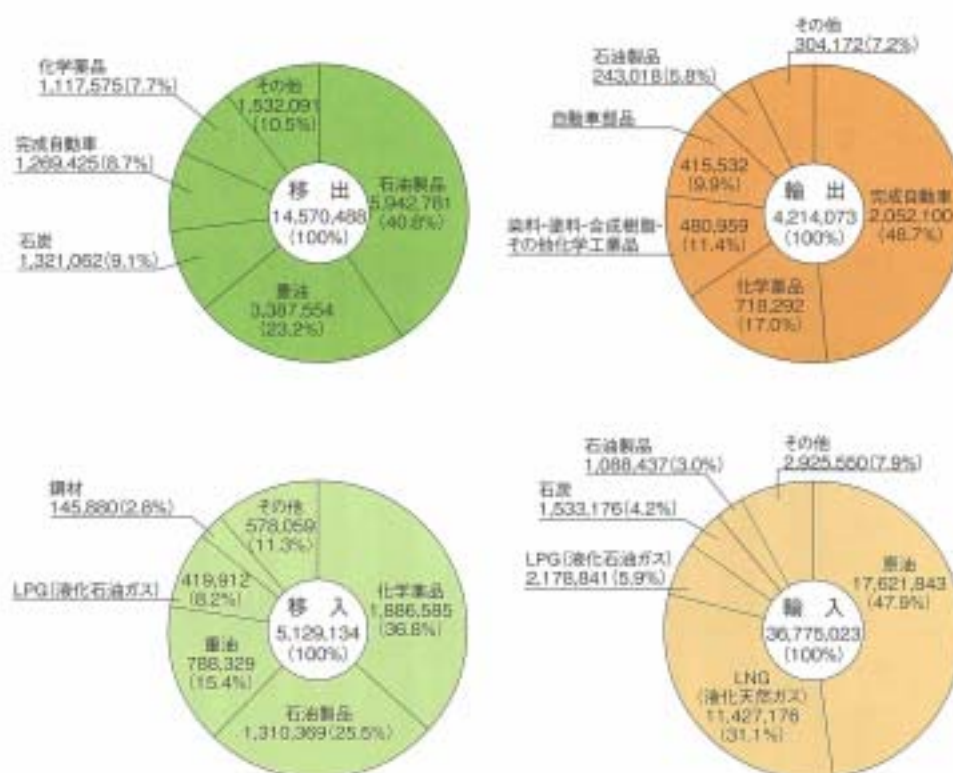 化学薬品
1,117,575(7.7%)
その他
1,532,091
(10.5%)
完成自動車
1,269,425(8.7%)
石炭
1,321,062(9.1%)
移 出
14,570,488
(100%)
石油製品
5,942,781
(40.8%)
重油
3,387,554
(23.2%)
その他
304,172(7.2%)
石油製品
243,018(5.8%)
自動車部品
415,532
(9.9%)
染料・塗料・合成樹脂・
その他化学工業品
480,959
(11.4%)
輸 出
4,214,073
(100%)
完成自動車
2,052,100
(48.7%)
化学薬品
718,292
(17.0%)
鋼材
145,880(2.8%)
その他
578,059
(11.3%)
LPG(液化石油ガス)
419,912
(8.2%)
移 入
5,129,134
(100%)
化学薬品
1,886,585
(36.8%)
重油
788,329
(15.4%)
石油製品
1,310,369(25.5%)
その他
2,925,550(7.9%)
石油製品
1,088,437(3.0%)
石炭
1,533,176(4.2%)
LPG(液化石油ガス)
2,178,841(5.9%)
輸 入
36,775,023
(100%)
17,621,843
(47.9%)
LNG
(液化天然ガス)
11,427,176
(31.1%)